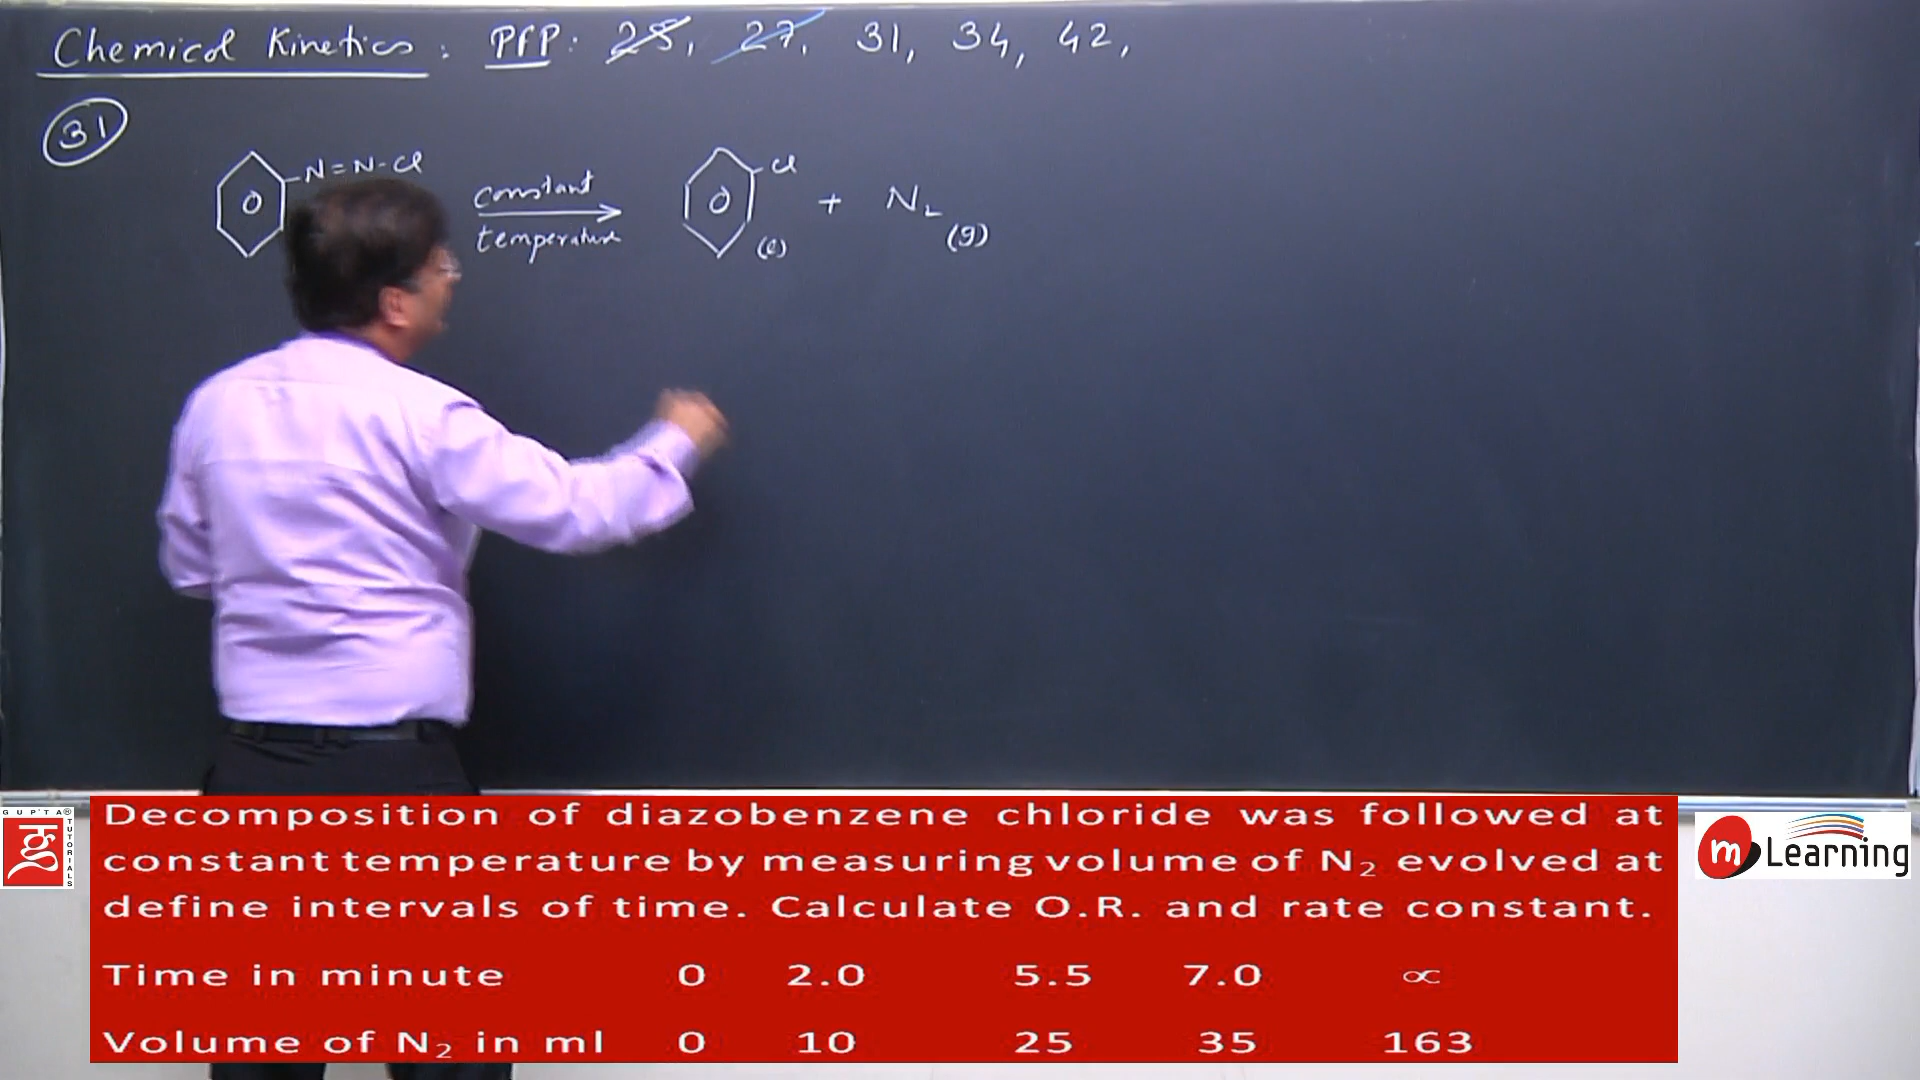 Chemical Kinetics : PFP : 25, 27, 31, 34, 42,
31
N=N-Cl constant temperature Cl (l) + N2 (g)
Decomposition of diazobenzene chloride was followed at
constant temperature by measuring volume of N₂ evolved at
define intervals of time. Calculate O.R. and rate constant.
Time in minute 0 2.0 5.5 7.0 ∝
Volume of N₂ in ml 0 10 25 35 163
GUPTA® TUTORIALS
m Learning